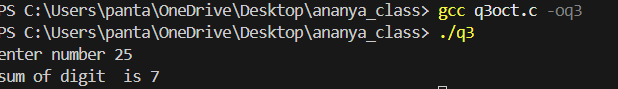 PS C:\Users\panta\OneDrive\Desktop\ananya_class> gcc q3oct.c -oq3
PS C:\Users\panta\OneDrive\Desktop\ananya_class> ./q3
enter number 25
sum of digit  is 7